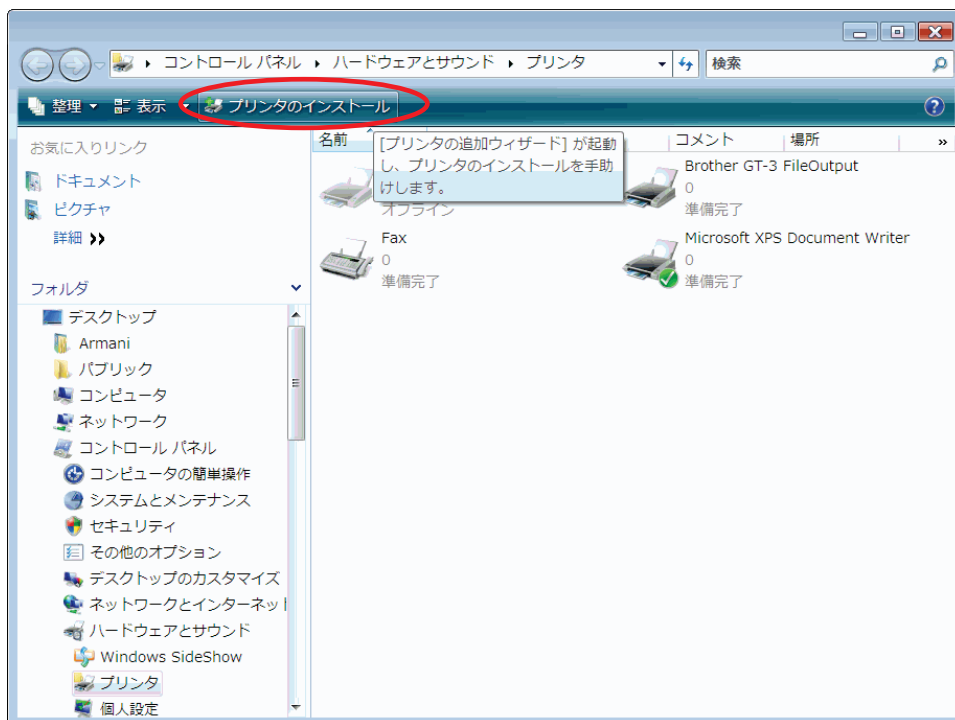 コントロール パネル ▸ ハードウェアとサウンド ▸ プリンタ
検索
整理 表示 プリンタのインストール
お気に入りリンク
ドキュメント
ピクチャ
詳細
フォルダ
デスクトップ
Armani
パブリック
コンピュータ
ネットワーク
コントロール パネル
コンピュータの簡単操作
システムとメンテナンス
セキュリティ
その他のオプション
デスクトップのカスタマイズ
ネットワークとインターネット
ハードウェアとサウンド
Windows SideShow
プリンタ
個人設定
名前 コメント 場所
[プリンタの追加ウィザード] が起動
し、プリンタのインストールを手助
けします。
オフライン
Brother GT-3 FileOutput
0
準備完了
Fax
0
準備完了
Microsoft XPS Document Writer
0
準備完了